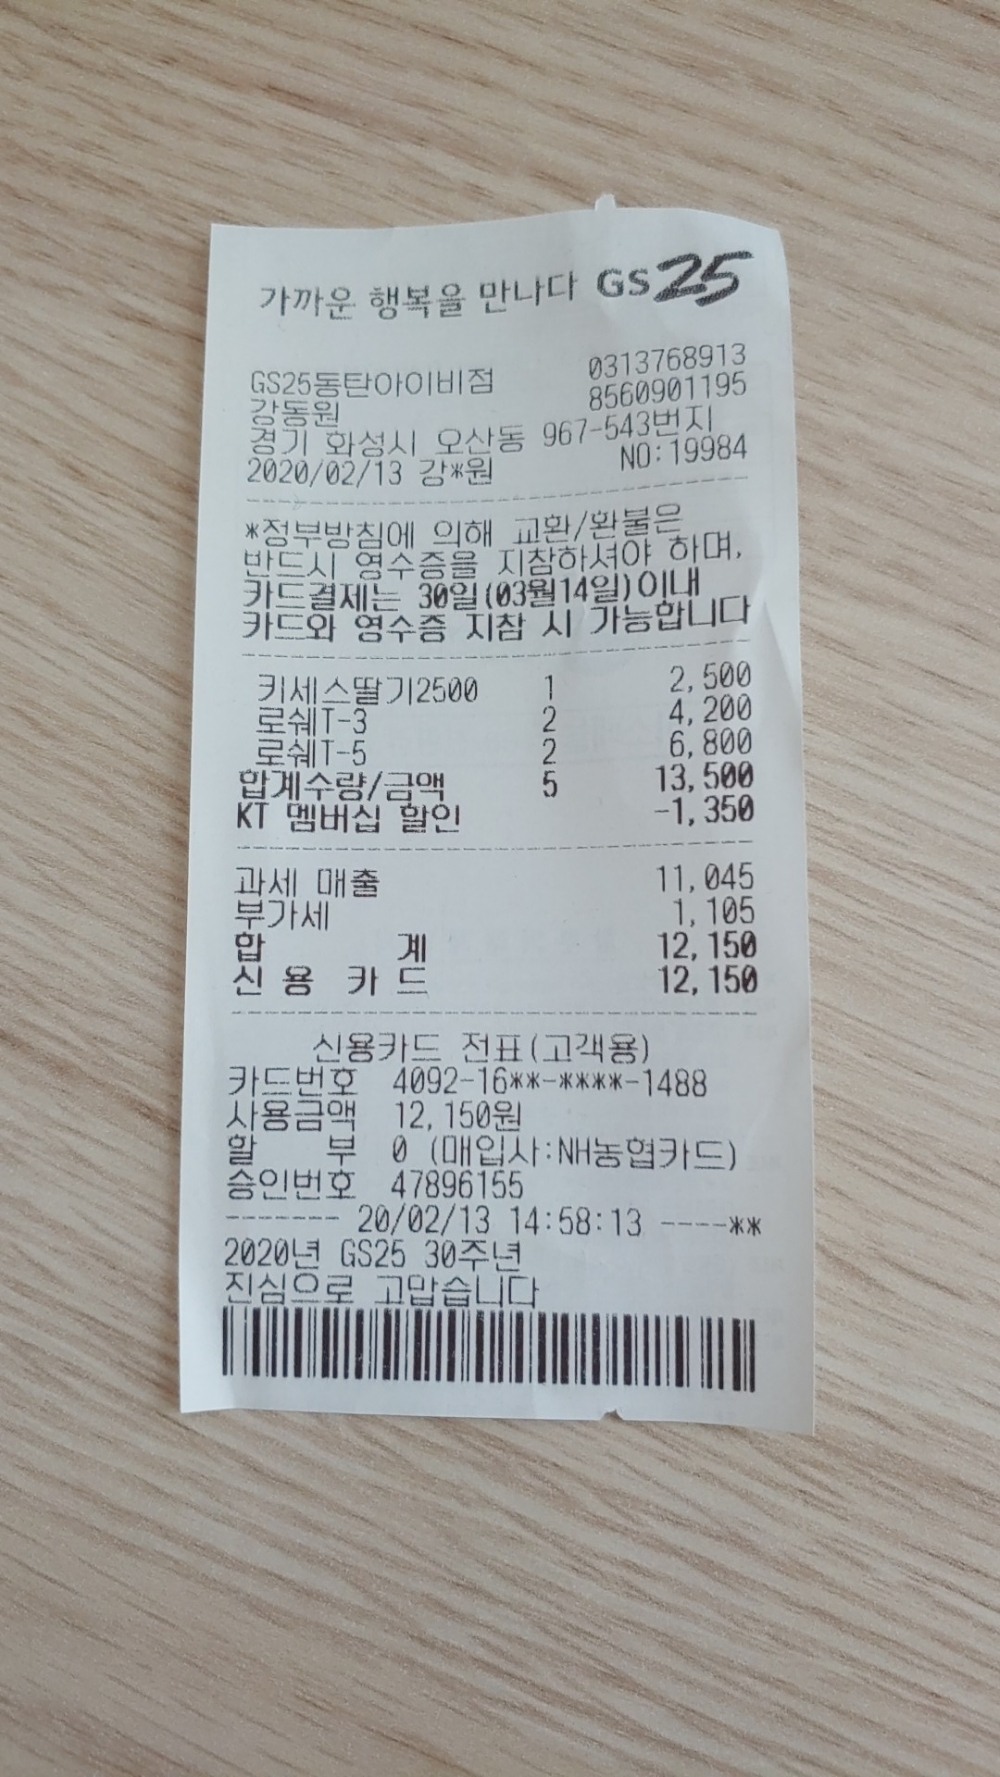 가까운 행복을 만나다 GS25
GS25동탄아이비점 0313768913
강동원 8560901195
경기 화성시 오산동 967-543번지
2020/02/13 강*원 NO:19984
*정부방침에 의해 교환/환불은
반드시 영수증을 지참하셔야 하며,
카드결제는 30일(03월14일)이내
카드와 영수증 지참 시 가능합니다
키세스딸기2500 1 2,500
로쉐T-3 2 4,200
로쉐T-5 2 6,800
합계수량/금액 5 13,500
KT 멤버십 할인 -1,350
과세 매출 11,045
부가세 1,105
합 계 12,150
신 용 카 드 12,150
신용카드 전표(고객용)
카드번호 4092-16**-****-1488
사용금액 12,150원
할 부 0 (매입사:NH농협카드)
승인번호 47896155
------- 20/02/13 14:58:13 ----**
2020년 GS25 30주년
진심으로 고맙습니다